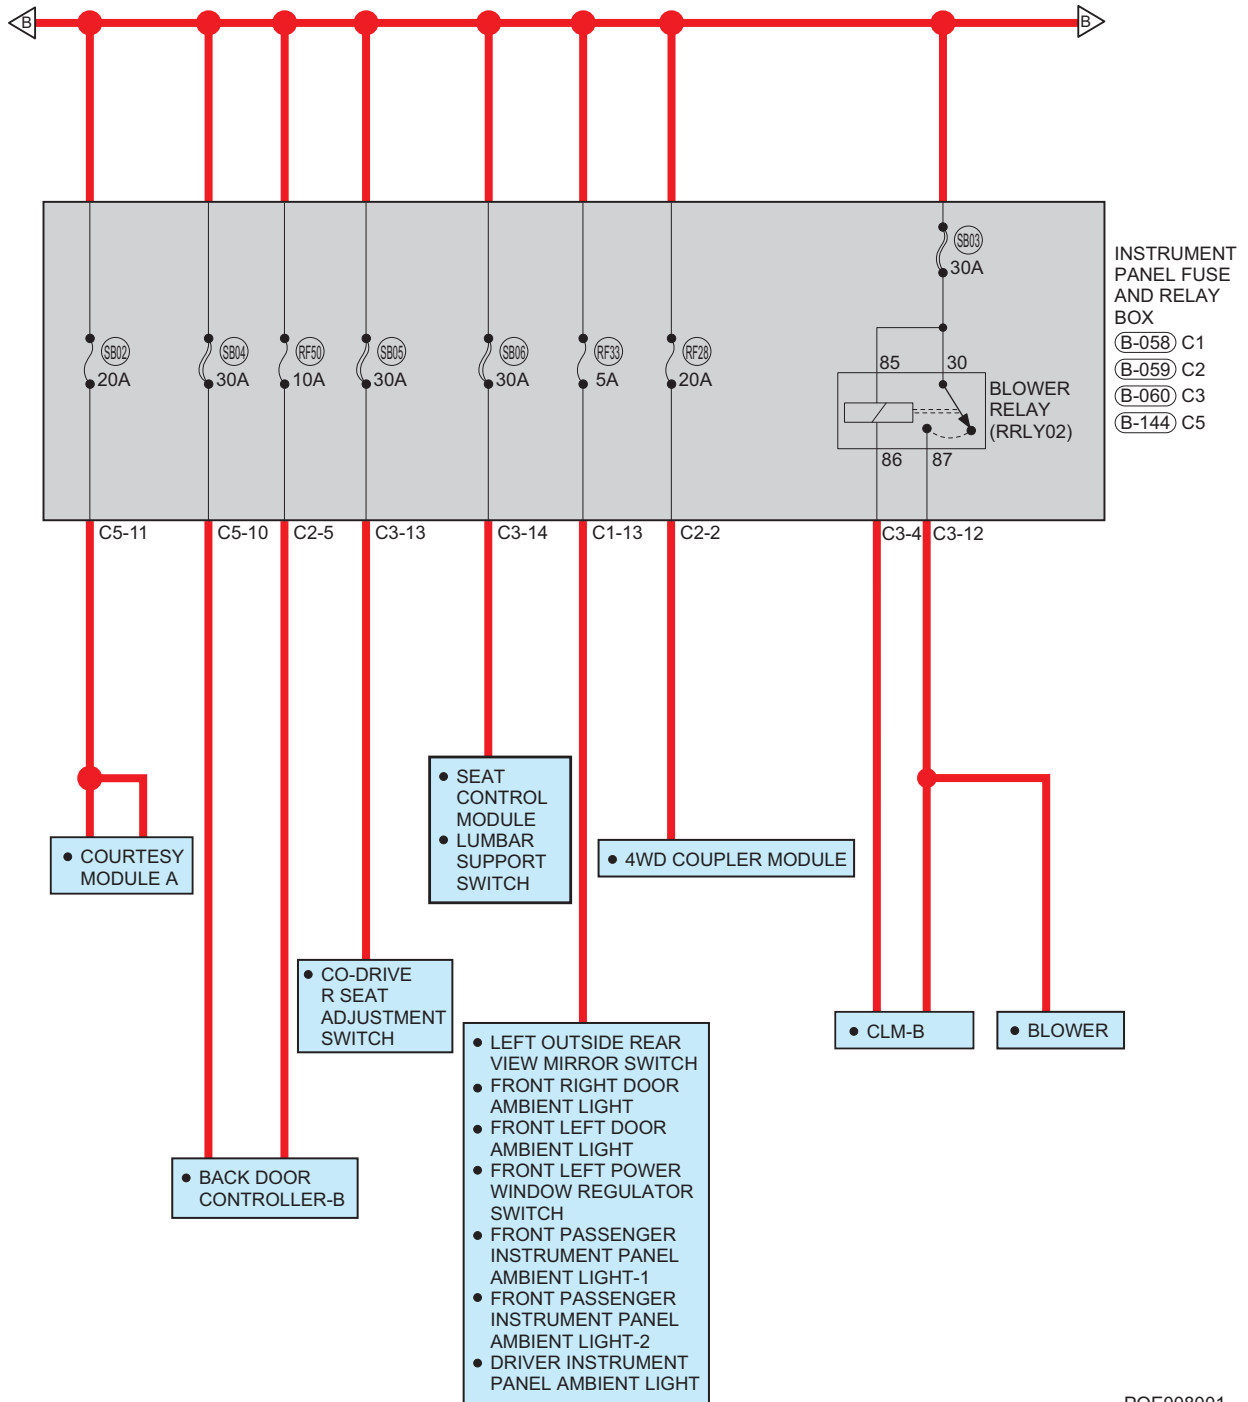 B
B
SB02
20A
SB04
30A
RF50
10A
SB05
30A
SB06
30A
RF33
5A
RF28
20A
SB03
30A
85
30
BLOWER
RELAY
(RRLY02)
86
87
INSTRUMENT
PANEL FUSE
AND RELAY
BOX
B-058 C1
B-059 C2
B-060 C3
B-144 C5
C5-11
C5-10
C2-5
C3-13
C3-14
C1-13
C2-2
C3-4
C3-12
• COURTESY
MODULE A
• SEAT
CONTROL
MODULE
• LUMBAR
SUPPORT
SWITCH
• 4WD COUPLER MODULE
• CO-DRIVE
R SEAT
ADJUSTMENT
SWITCH
• CLM-B
• BLOWER
• LEFT OUTSIDE REAR
VIEW MIRROR SWITCH
• FRONT RIGHT DOOR
AMBIENT LIGHT
• FRONT LEFT DOOR
AMBIENT LIGHT
• FRONT LEFT POWER
WINDOW REGULATOR
SWITCH
• FRONT PASSENGER
INSTRUMENT PANEL
AMBIENT LIGHT-1
• FRONT PASSENGER
INSTRUMENT PANEL
AMBIENT LIGHT-2
• DRIVER INSTRUMENT
PANEL AMBIENT LIGHT
• BACK DOOR
CONTROLLER-B